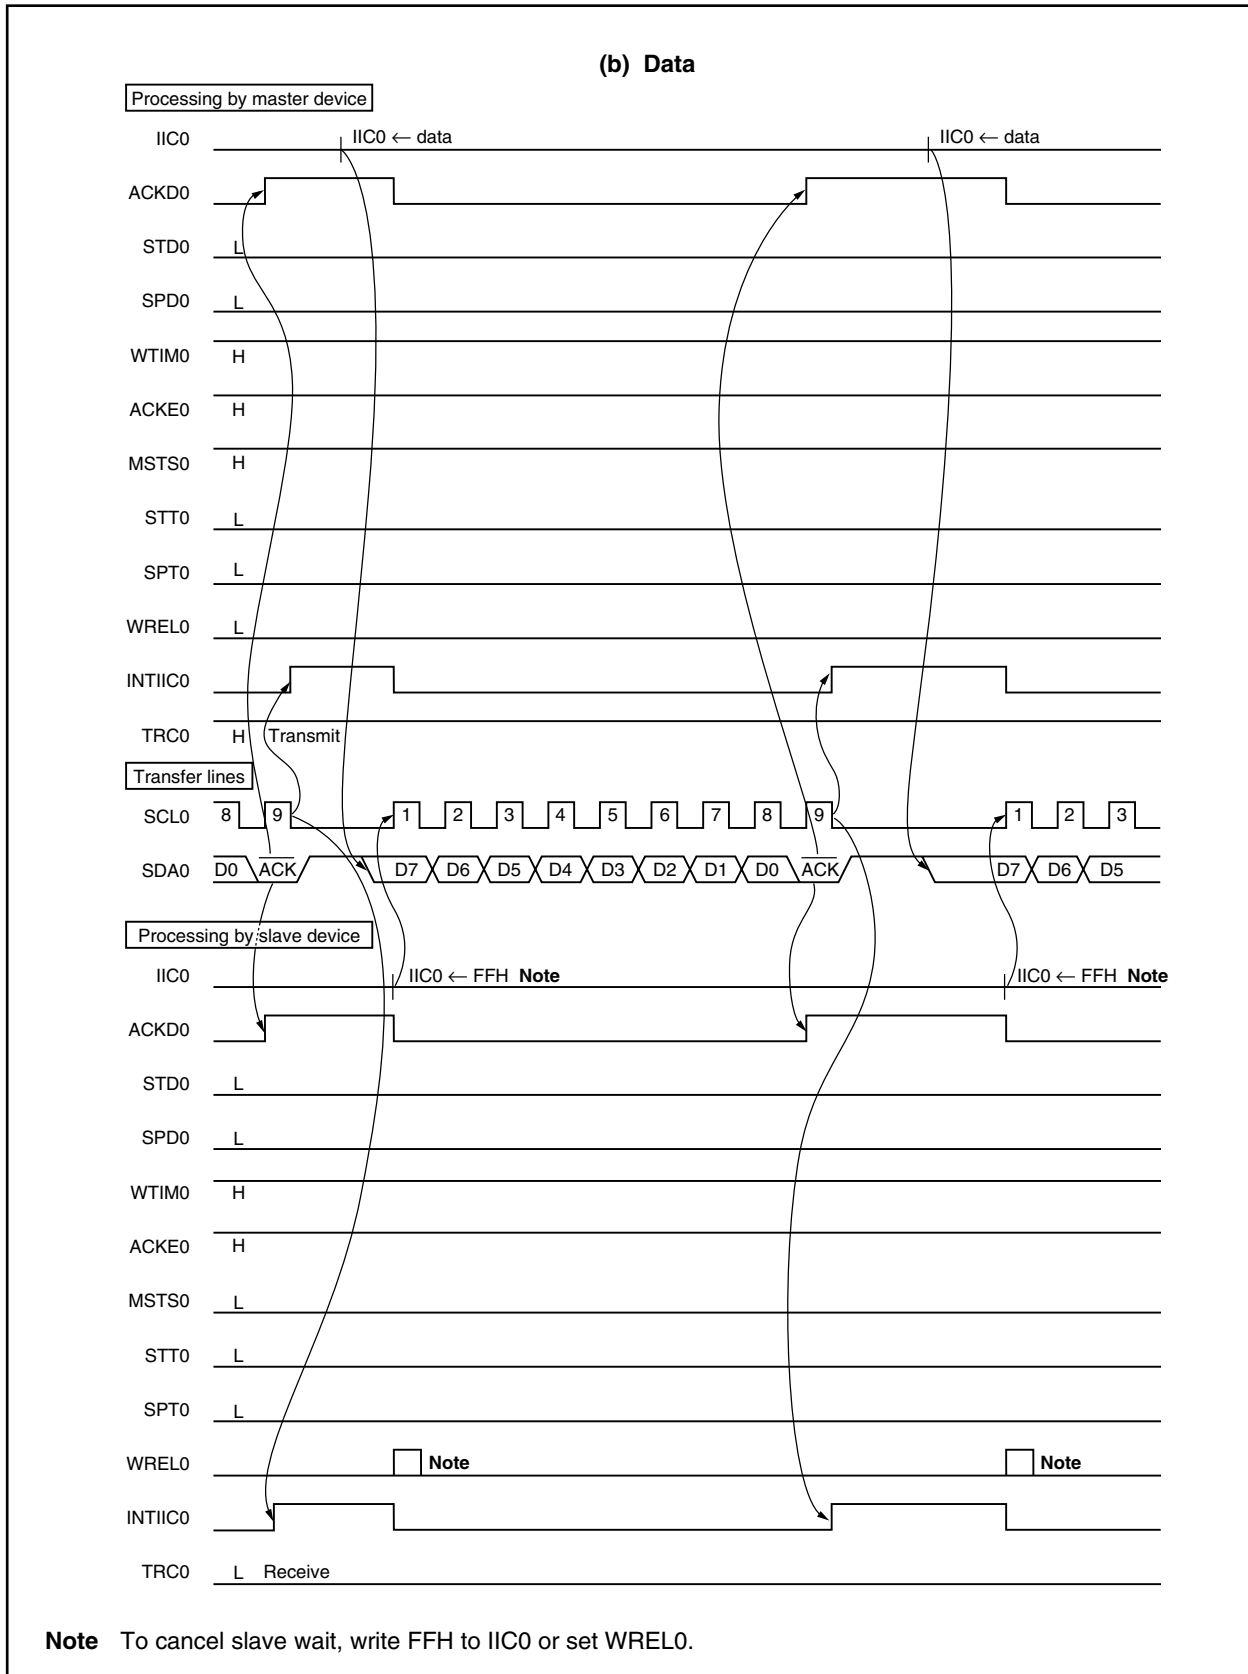 (b) Data
Processing by master device
IIC0 IIC0 ← data IIC0 ← data
ACKD0
STD0 L
SPD0 L
WTIM0 H
ACKE0 H
MSTS0 H
STT0 L
SPT0 L
WREL0 L
INTIIC0
TRC0 H Transmit
Transfer lines
SCL0 8 9 1 2 3 4 5 6 7 8 9 1 2 3
SDA0 D0 ACK D7 D6 D5 D4 D3 D2 D1 D0 ACK D7 D6 D5
Processing by slave device
IIC0 IIC0 ← FFH Note IIC0 ← FFH Note
ACKD0
STD0 L
SPD0 L
WTIM0 H
ACKE0 H
MSTS0 L
STT0 L
SPT0 L
WREL0 Note Note
INTIIC0
TRC0 L Receive
Note To cancel slave wait, write FFH to IIC0 or set WREL0.